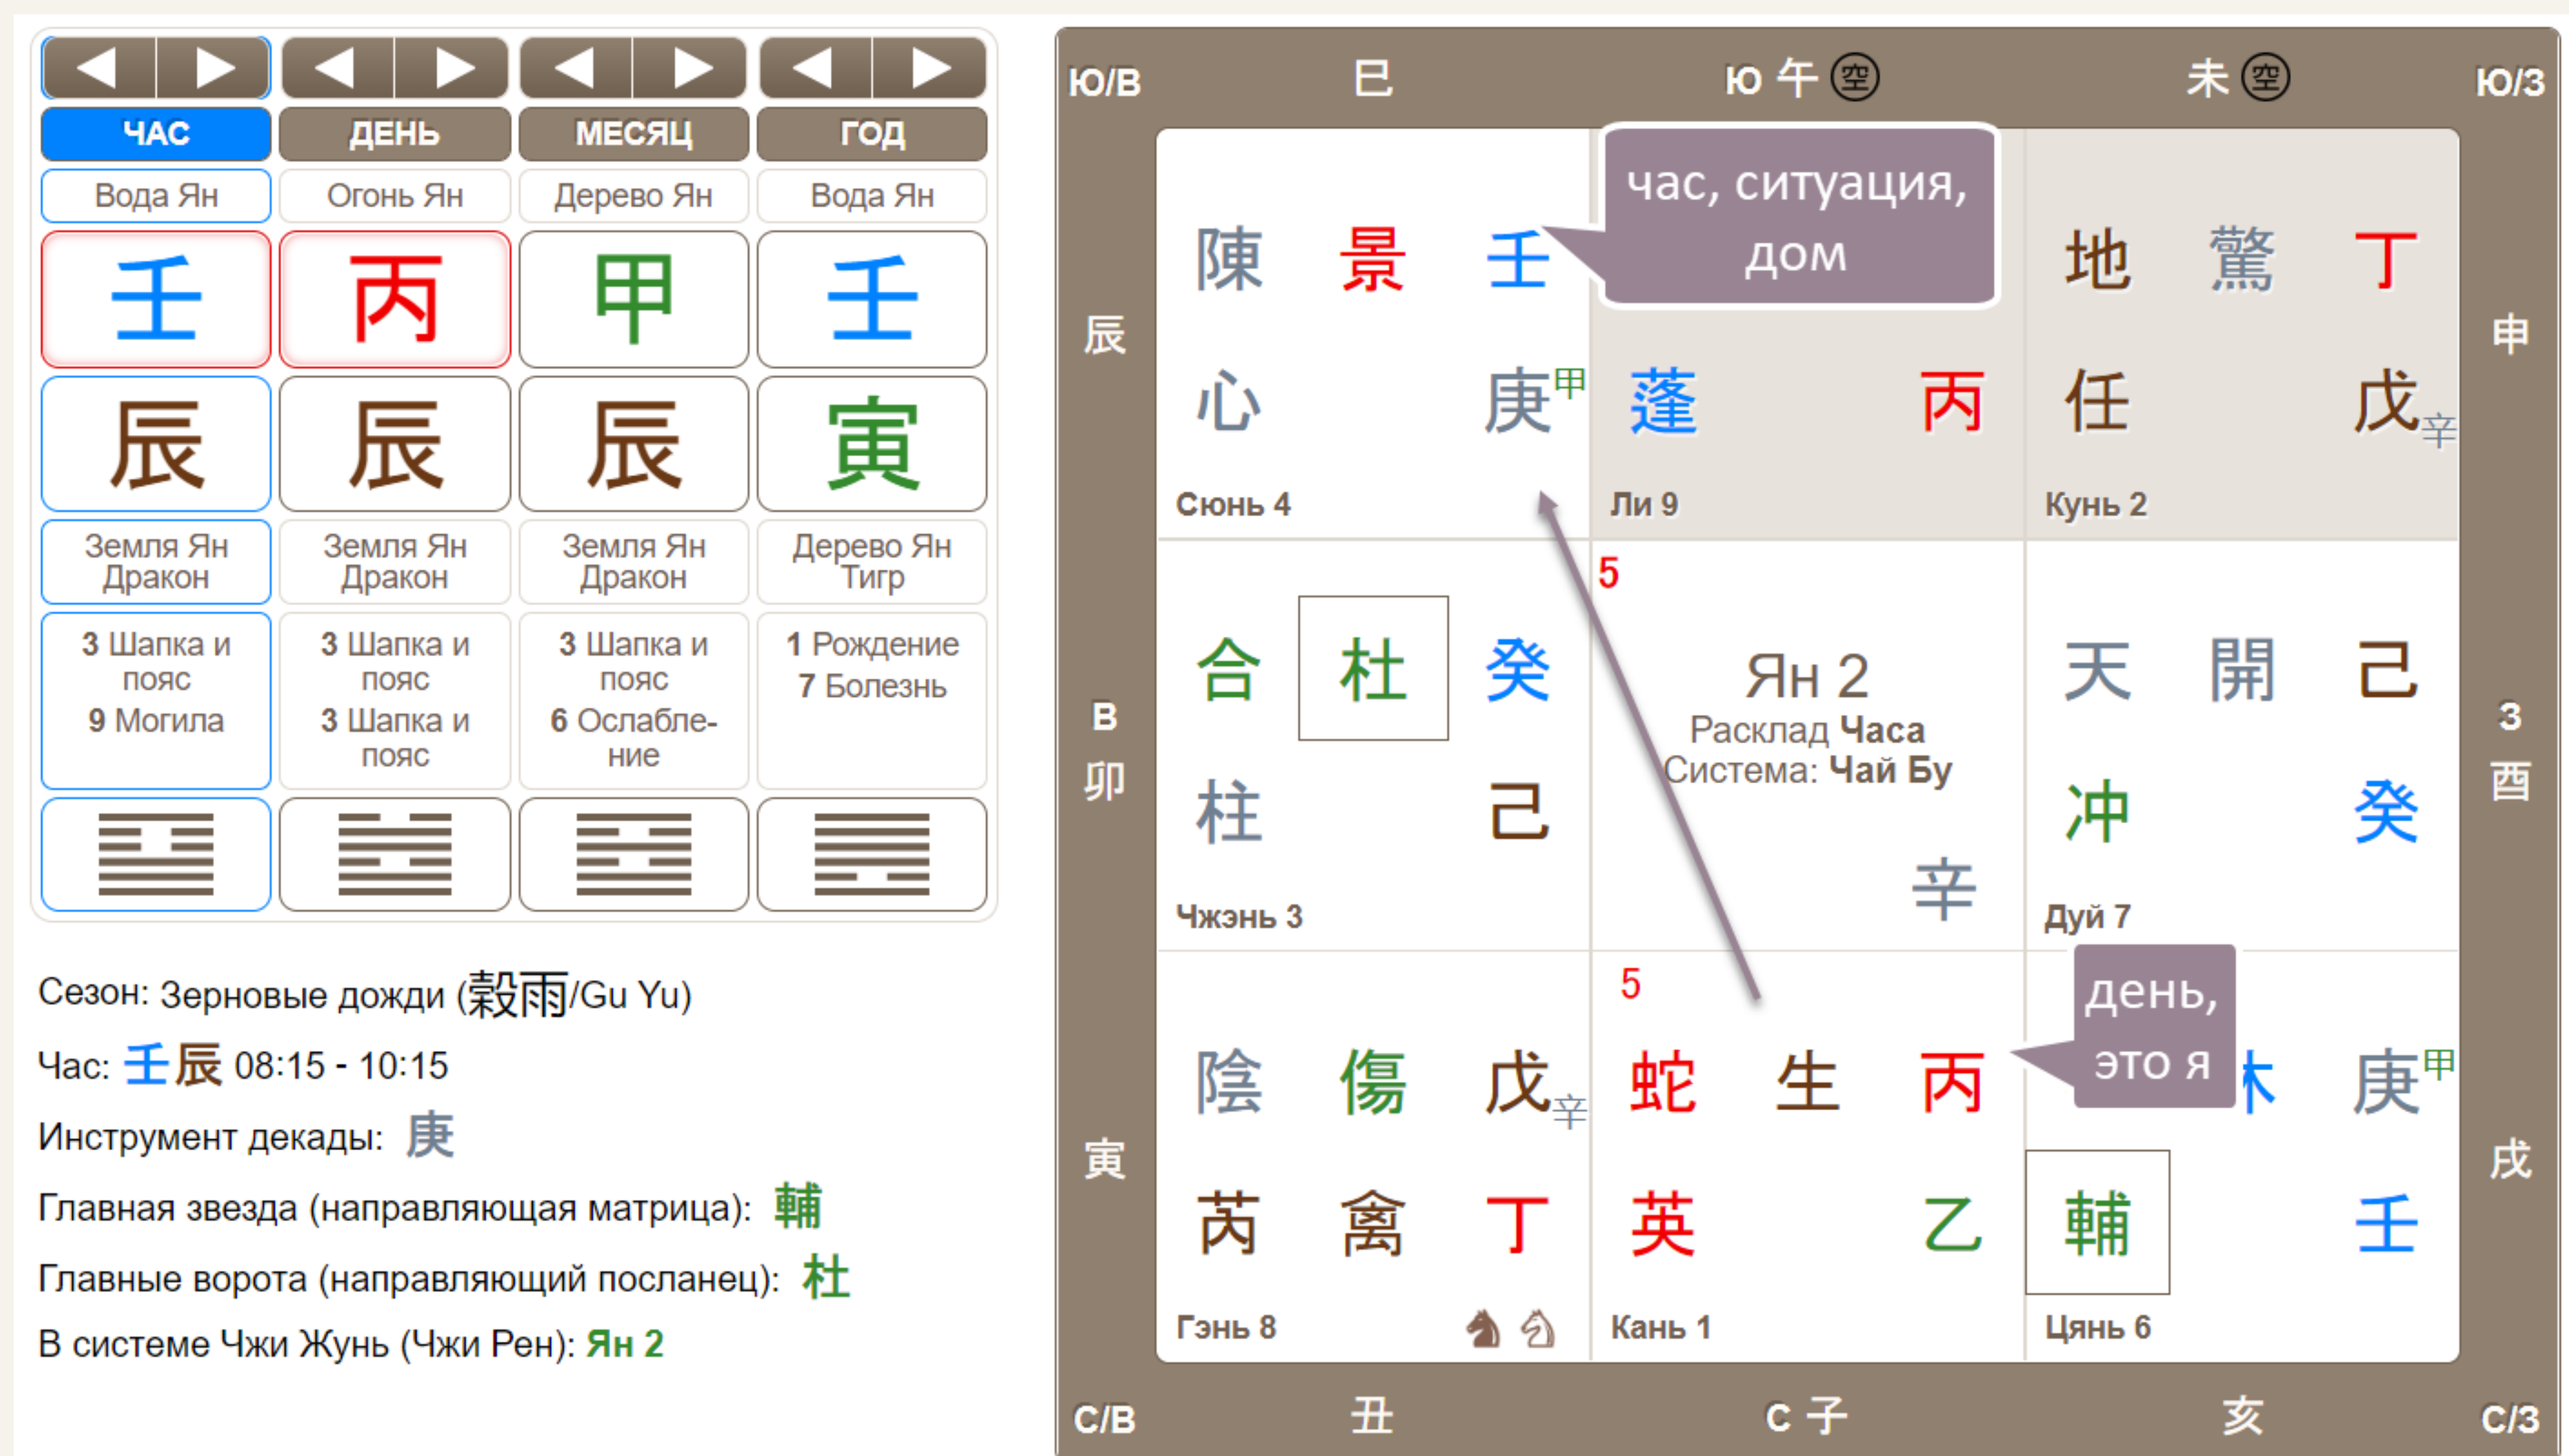 ЧАС ДЕНЬ МЕСЯЦ ГОД
Вода Ян Огонь Ян Дерево Ян Вода Ян
壬 丙 甲 壬
辰 辰 辰 寅
Земля Ян Земля Ян Земля Ян Дерево Ян
Дракон Дракон Дракон Тигр
3 Шапка и 3 Шапка и 3 Шапка и 1 Рождение
пояс пояс пояс 7 Болезнь
9 Могила 3 Шапка и 6 Ослабле-
пояс ние
Сезон: Зерновые дожди (穀雨/Gu Yu)
Час: 壬辰 08:15 - 10:15
Инструмент декады: 庚
Главная звезда (направляющая матрица): 輔
Главные ворота (направляющий посланец): 杜
В системе Чжи Жунь (Чжи Рен): Ян 2
Ю/В 巳 Ю 午 空 未 空 Ю/З
辰
В
卯
寅
陳 景 壬
心 庚 甲
Сюнь 4
час, ситуация,
дом
蓬 丙
Ли 9
地 驚 丁
任 戊 辛
Кунь 2
合 杜 癸
柱 己
Чжэнь 3
5
Ян 2
Расклад Часа
Система: Чай Бу
辛
天 開 己
冲 癸
Дуй 7
陰 傷 戊 辛
芮 禽 丁
Гэнь 8
5
蛇 生 丙
英 乙
Кань 1
день,
это я
庚 甲
輔 壬
Цянь 6
申
З
酉
戌
С/В 丑 С 子 亥 С/З